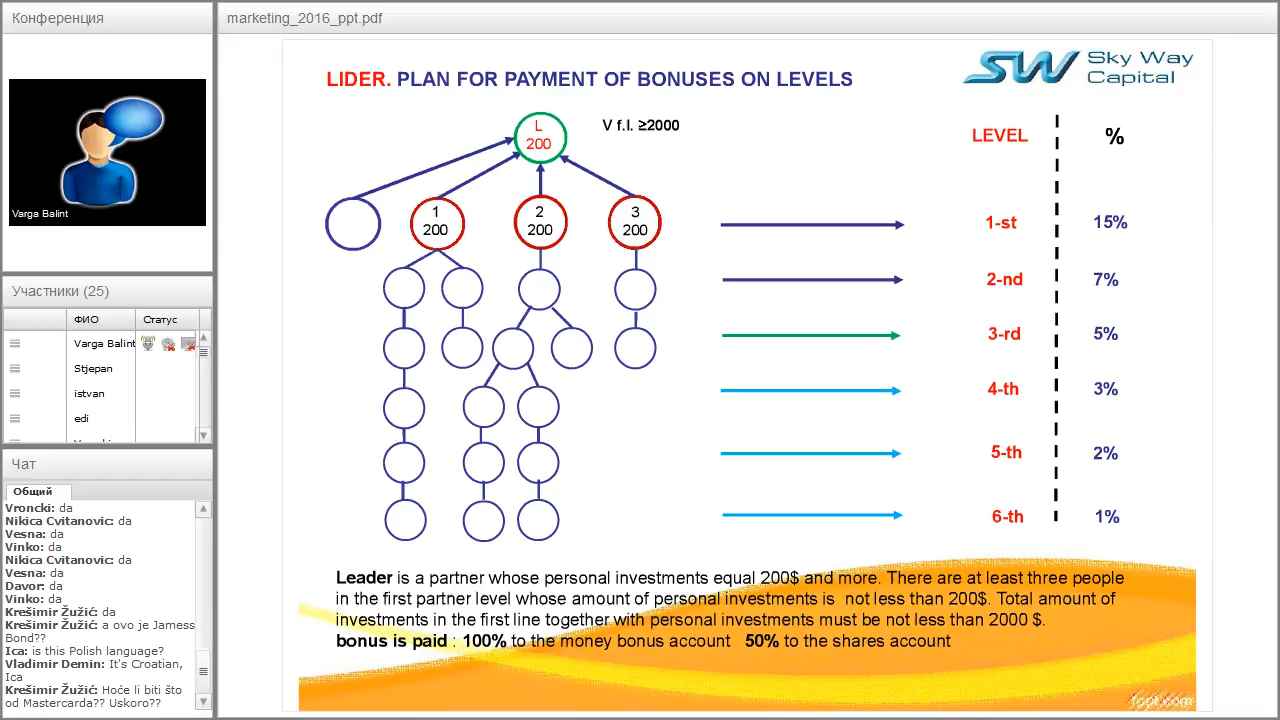 Конференция
marketing_2016_ppt.pdf
Varga Balint
Участники (25)
ФИО
Статус
Varga Balint
Stjepan
istvan
edi
Чат
Общий
Vroncki: da
Nikica Cvitanovic: da
Vesna: da
Vinko: da
Nikica Cvitanovic: da
Vesna: da
Davor: da
Vinko: da
Krešimir Žužić: da
Krešimir Žužić: a ovo je Jamess
Bond??
Ica: is this Polish language?
Vladimir Demin: It's Croatian,
Ica
Krešimir Žužić: Hoće li biti što
od Mastercarda?? Uskoro??
LIDER. PLAN FOR PAYMENT OF BONUSES ON LEVELS
SW Sky Way
Capital
L
200
V f.l. ≥2000
LEVEL %
1
200
2
200
3
200
1-st 15%
2-nd 7%
3-rd 5%
4-th 3%
5-th 2%
6-th 1%
Leader is a partner whose personal investments equal 200$ and more. There are at least three people
in the first partner level whose amount of personal investments is not less than 200$. Total amount of
investments in the first line together with personal investments must be not less than 2000 $.
bonus is paid : 100% to the money bonus account 50% to the shares account
fppt.com